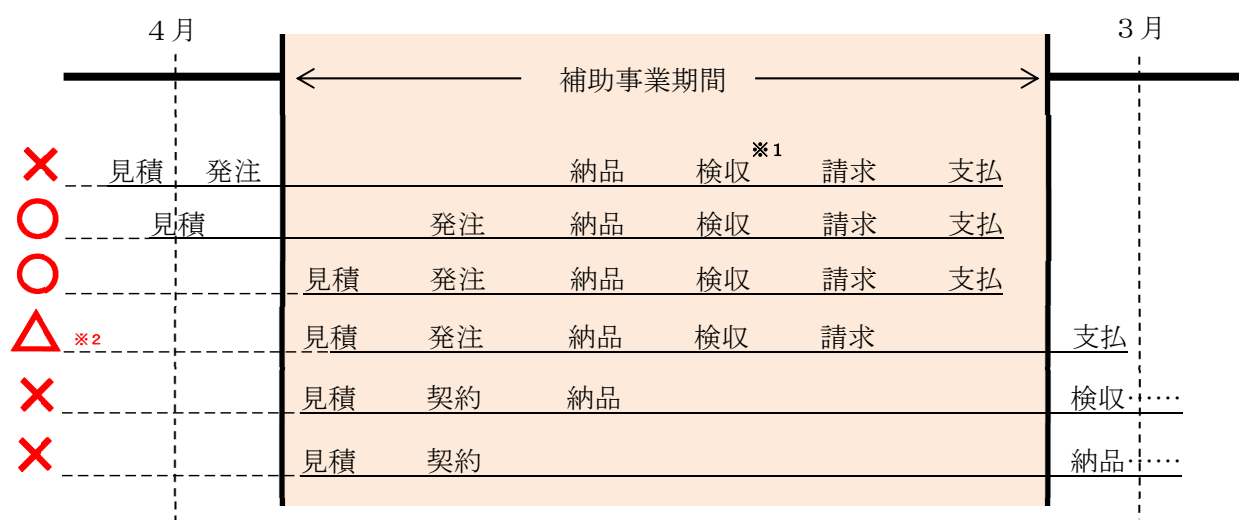 ４月 ３月
補助事業期間
見積 発注 納品 検収※1 請求 支払
見積 発注 納品 検収 請求 支払
見積 発注 納品 検収 請求 支払
※2 見積 発注 納品 検収 請求 支払
見積 契約 納品 検収……
見積 契約 納品……